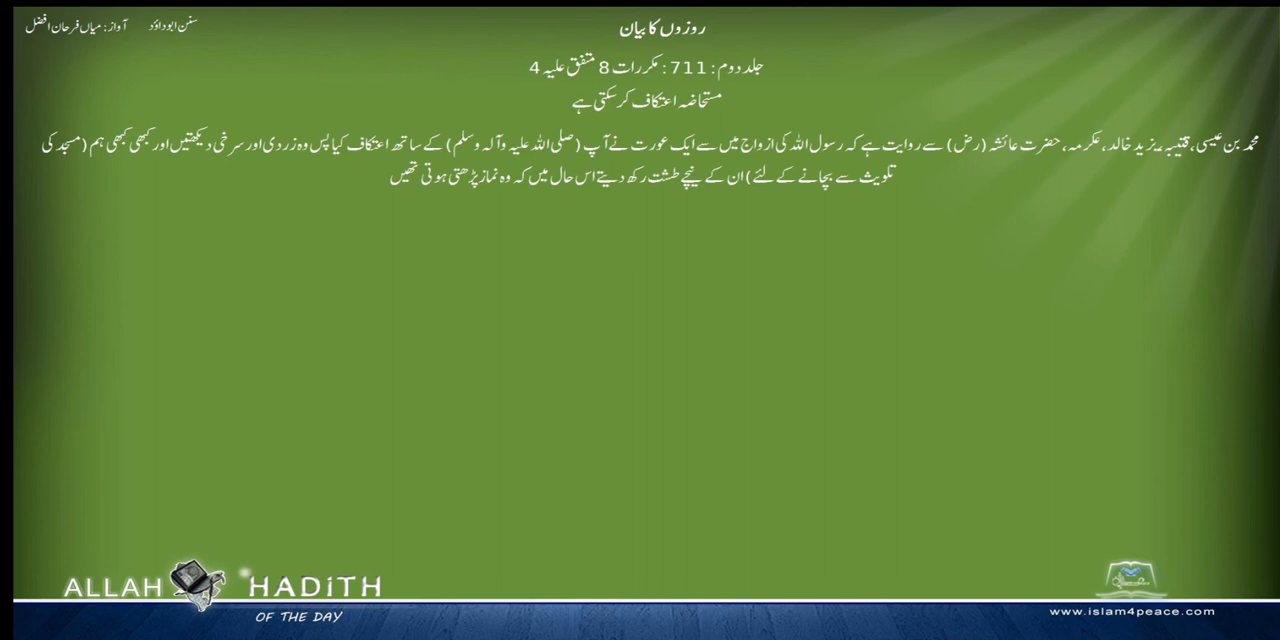 سنن ابوداؤد آواز: میاں فرحان افضل
روزوں کا بیان
جلد دوم: 711 : مکررات 8 متفق علیہ 4
مستحاضہ اعتکاف کر سکتی ہے
محمد بن عیسی، قتیبہ، یزید خالد، عکرمہ، حضرت عائشہ (رض) سے روایت ہے کہ رسول اللہ کی ازواج میں سے ایک عورت نے آپ (صلی اللہ علیہ وآلہ وسلم) کے ساتھ اعتکاف کیا پس وہ زردی اور سرخی دیکھتیں اور کبھی کبھی ہم (مسجد کی
تلویث سے بچانے کے لئے) ان کے نیچے طشت رکھ دیتے اس حال میں کہ وہ نماز پڑھتی ہوتی تھیں
ALLAH HADITH
OF THE DAY
www.islam4peace.com